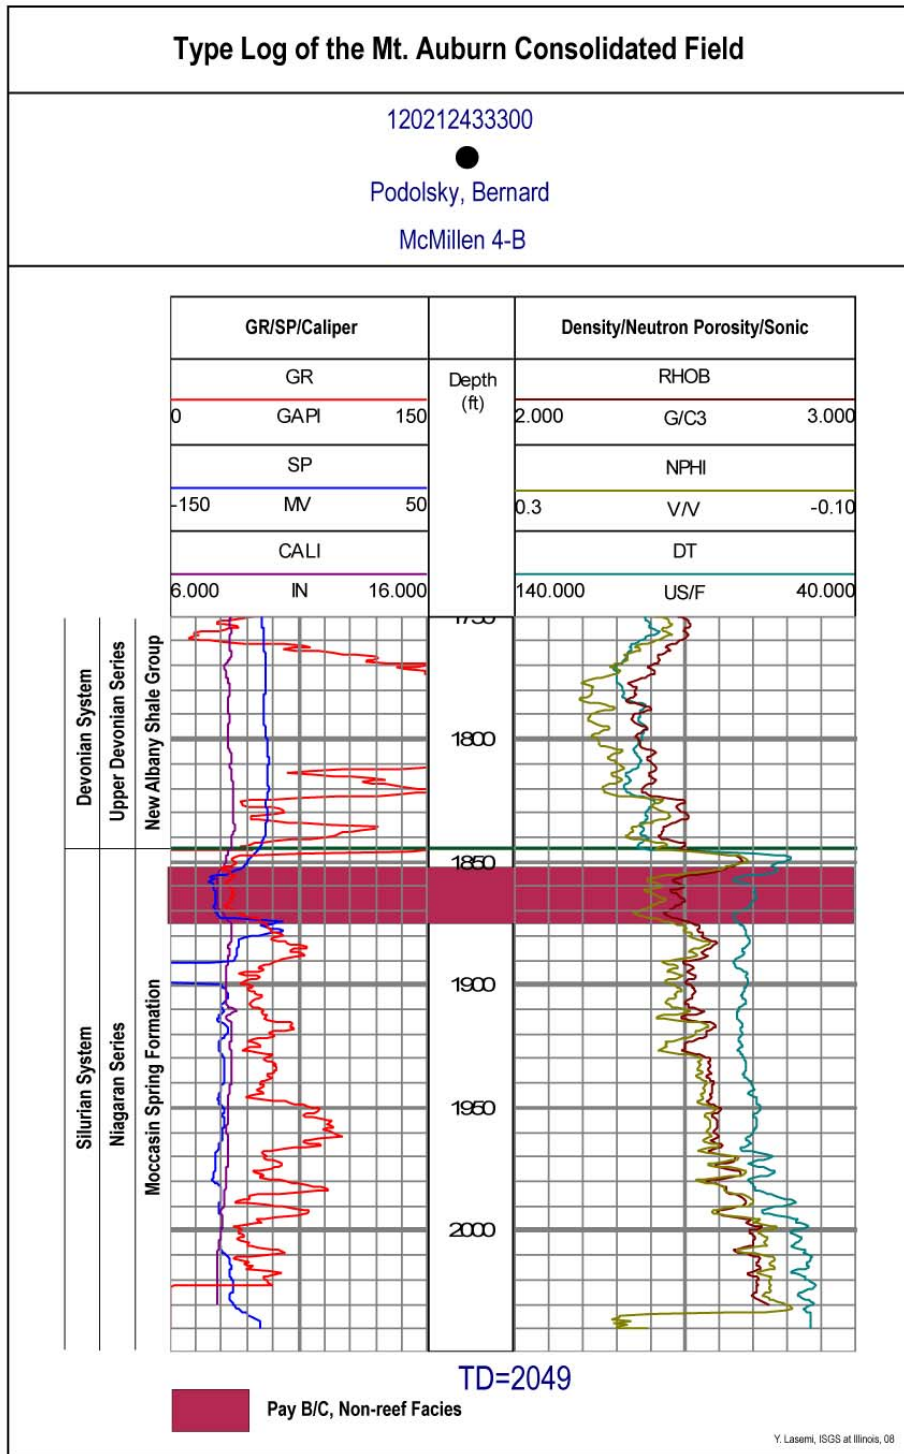 Type Log of the Mt. Auburn Consolidated Field
120212433300
Podolsky, Bernard
McMillen 4-B
GR/SP/Caliper
Density/Neutron Porosity/Sonic
GR
0 GAPI 150
SP
-150 MV 50
CALI
6.000 IN 16.000
Depth
(ft)
RHOB
2.000 G/C3 3.000
NPHI
0.3 V/V -0.10
DT
140.000 US/F 40.000
Devonian System
Upper Devonian Series
New Albany Shale Group
Silurian System
Niagaran Series
Moccasin Spring Formation
1750
1800
1850
1900
1950
2000
TD=2049
Pay B/C, Non-reef Facies
Y. Lasemi, ISGS at Illinois, 08